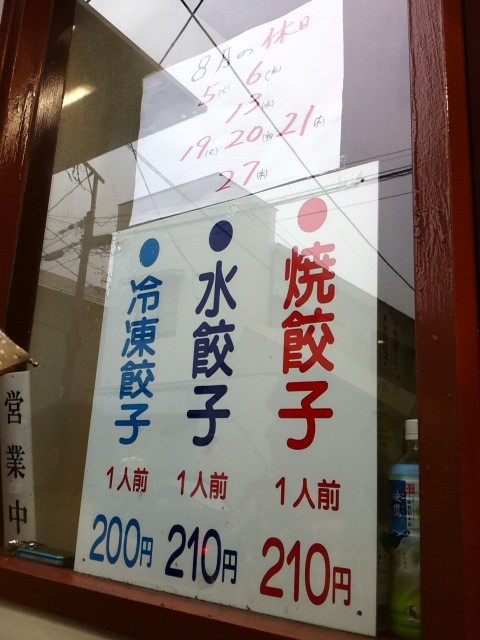 8月の休日
5(火) 6(水)
13(水)
19(火) 20(水) 21(木)
27(水)
●焼餃子
1人前
210円
●水餃子
1人前
210円
●冷凍餃子
1人前
200円
営業中